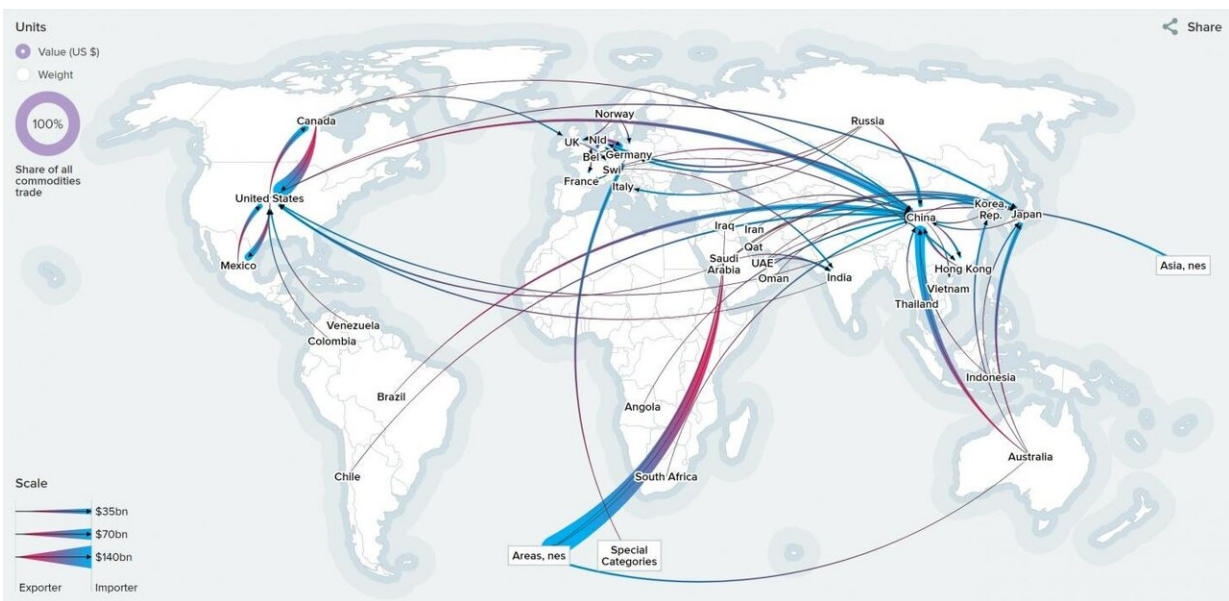 Units
Value (US $)
Weight
100%
Share of all
commodities
trade
Share
Canada
United States
Mexico
Venezuela
Colombia
Brazil
Chile
Norway
UK
Nld
Bel
Germany
Swi
France
Italy
Russia
Iraq
Iran
Qat
Saudi
Arabia
UAE
Oman
India
China
Korea,
Rep.
Japan
Hong Kong
Vietnam
Thailand
Asia, nes
Indonesia
Angola
South Africa
Australia
Areas, nes
Special
Categories
Scale
$35bn
$70bn
$140bn
Exporter
Importer